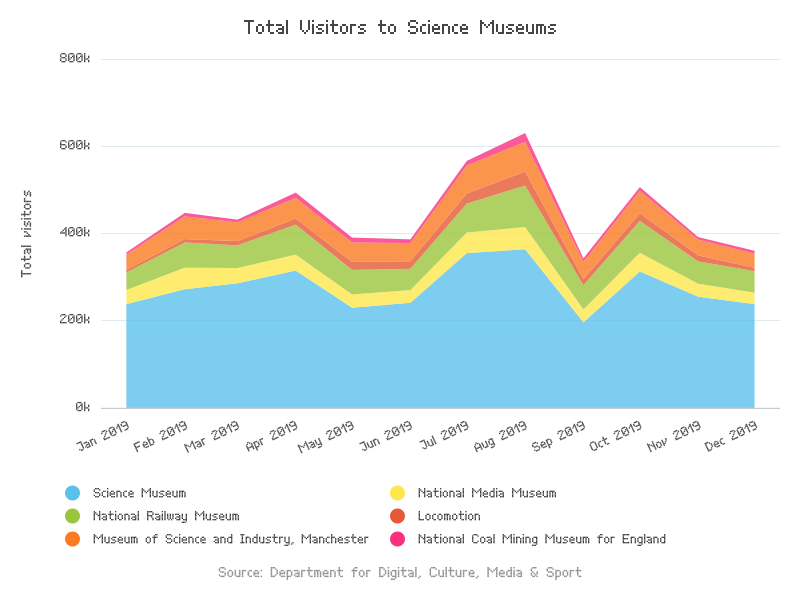 Total Visitors to Science Museums
800k
600k
400k
200k
0k
Total visitors
Jan 2019
Feb 2019
Mar 2019
Apr 2019
May 2019
Jun 2019
Jul 2019
Aug 2019
Sep 2019
Oct 2019
Nov 2019
Dec 2019
Science Museum
National Media Museum
National Railway Museum
Locomotion
Museum of Science and Industry, Manchester
National Coal Mining Museum for England
Source: Department for Digital, Culture, Media & Sport